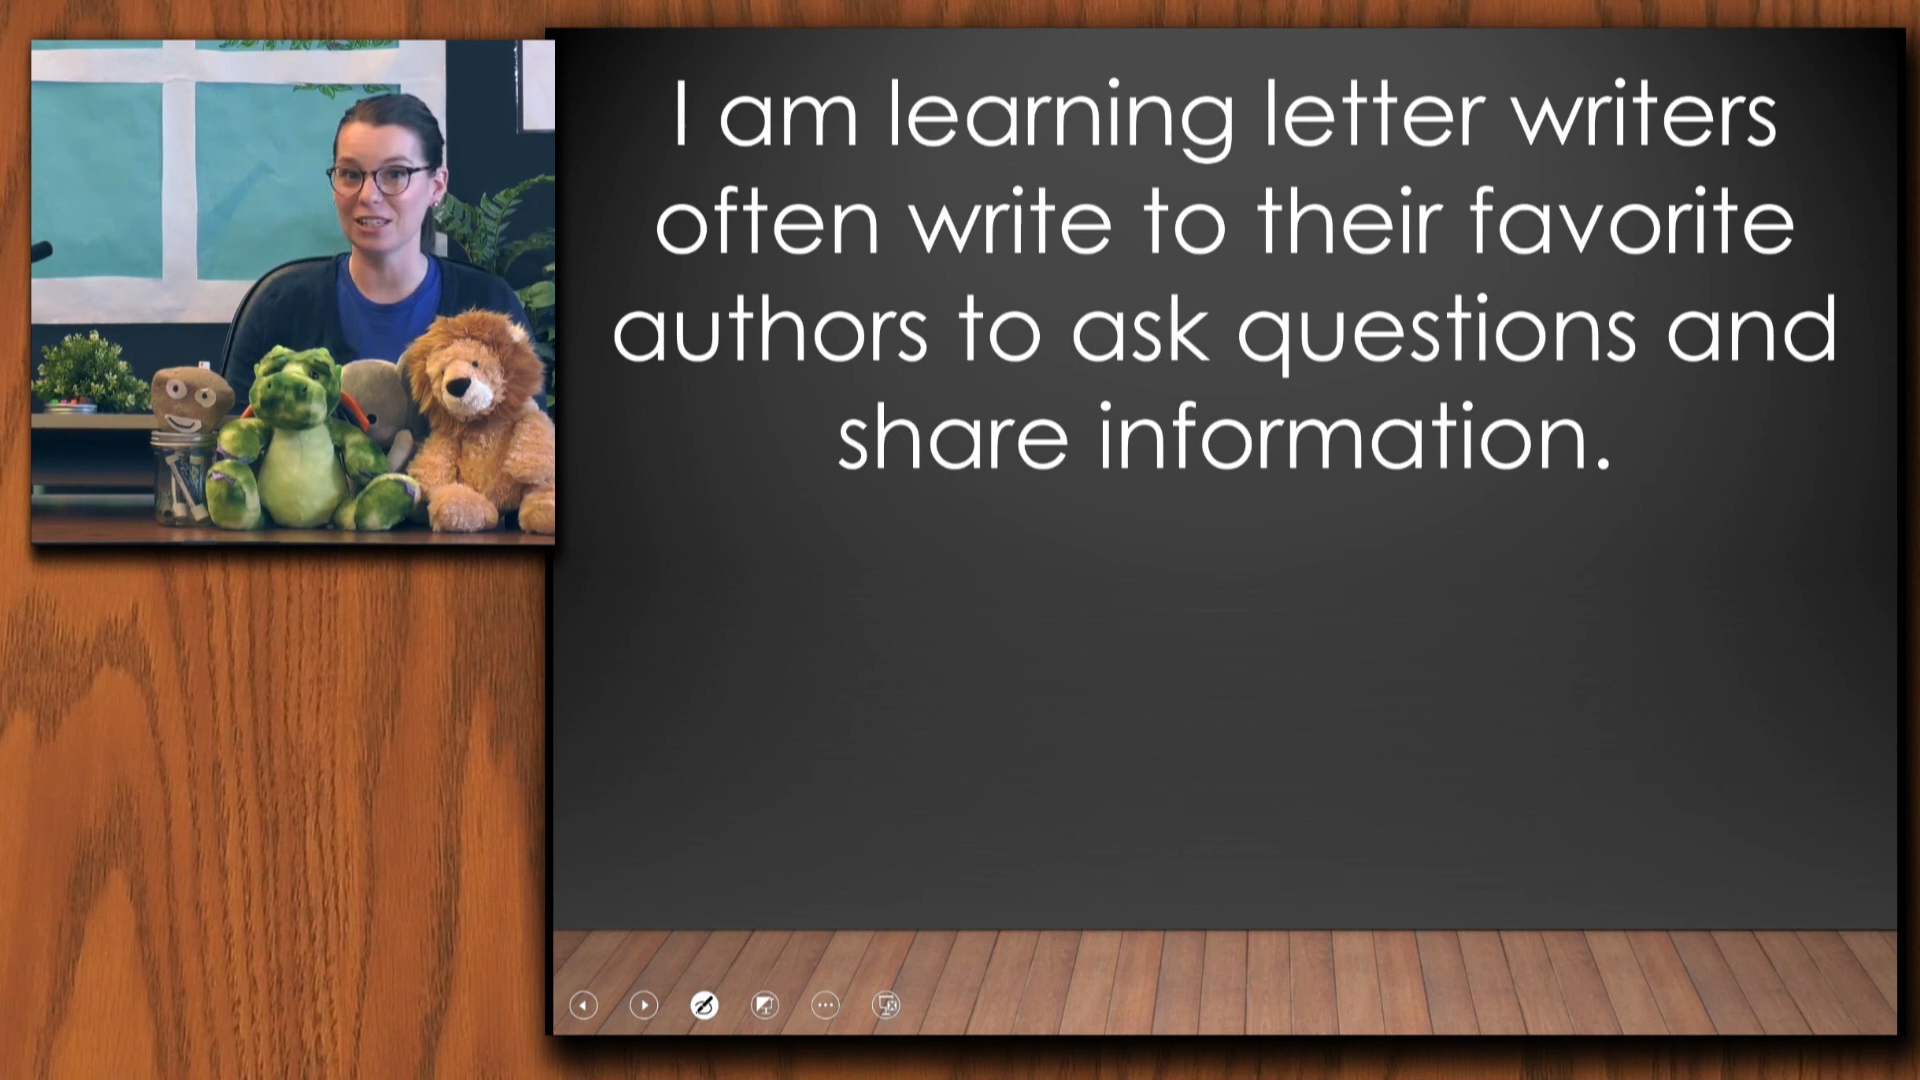 I am learning letter writers
often write to their favorite
authors to ask questions and
share information.